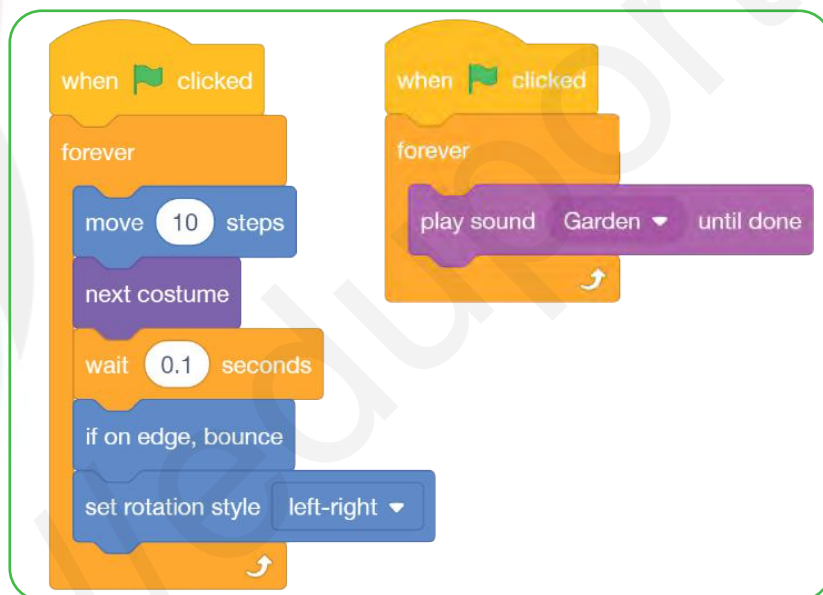 when clicked
forever
move 10 steps
next costume
wait 0.1 seconds
if on edge, bounce
set rotation style left-right
when clicked
forever
play sound Garden until done